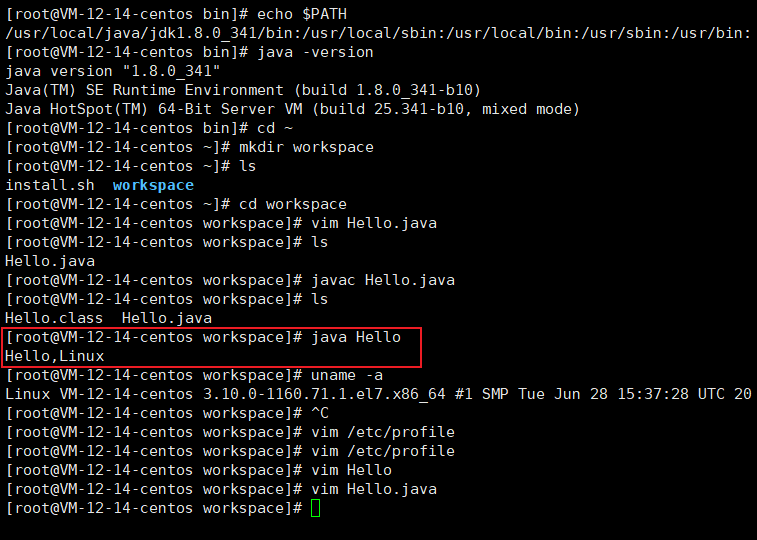 [root@VM-12-14-centos bin]# echo $PATH
/usr/local/java/jdk1.8.0_341/bin:/usr/local/sbin:/usr/local/bin:/usr/sbin:/usr/bin:
[root@VM-12-14-centos bin]# java -version
java version "1.8.0_341"
Java(TM) SE Runtime Environment (build 1.8.0_341-b10)
Java HotSpot(TM) 64-Bit Server VM (build 25.341-b10, mixed mode)
[root@VM-12-14-centos bin]# cd ~
[root@VM-12-14-centos ~]# mkdir workspace
[root@VM-12-14-centos ~]# ls
install.sh  workspace
[root@VM-12-14-centos ~]# cd workspace
[root@VM-12-14-centos workspace]# vim Hello.java
[root@VM-12-14-centos workspace]# ls
Hello.java
[root@VM-12-14-centos workspace]# javac Hello.java
[root@VM-12-14-centos workspace]# ls
Hello.class  Hello.java
[root@VM-12-14-centos workspace]# java Hello
Hello,Linux
[root@VM-12-14-centos workspace]# uname -a
Linux VM-12-14-centos 3.10.0-1160.71.1.el7.x86_64 #1 SMP Tue Jun 28 15:37:28 UTC 20
[root@VM-12-14-centos workspace]# ^C
[root@VM-12-14-centos workspace]# vim /etc/profile
[root@VM-12-14-centos workspace]# vim /etc/profile
[root@VM-12-14-centos workspace]# vim Hello
[root@VM-12-14-centos workspace]# vim Hello.java
[root@VM-12-14-centos workspace]#